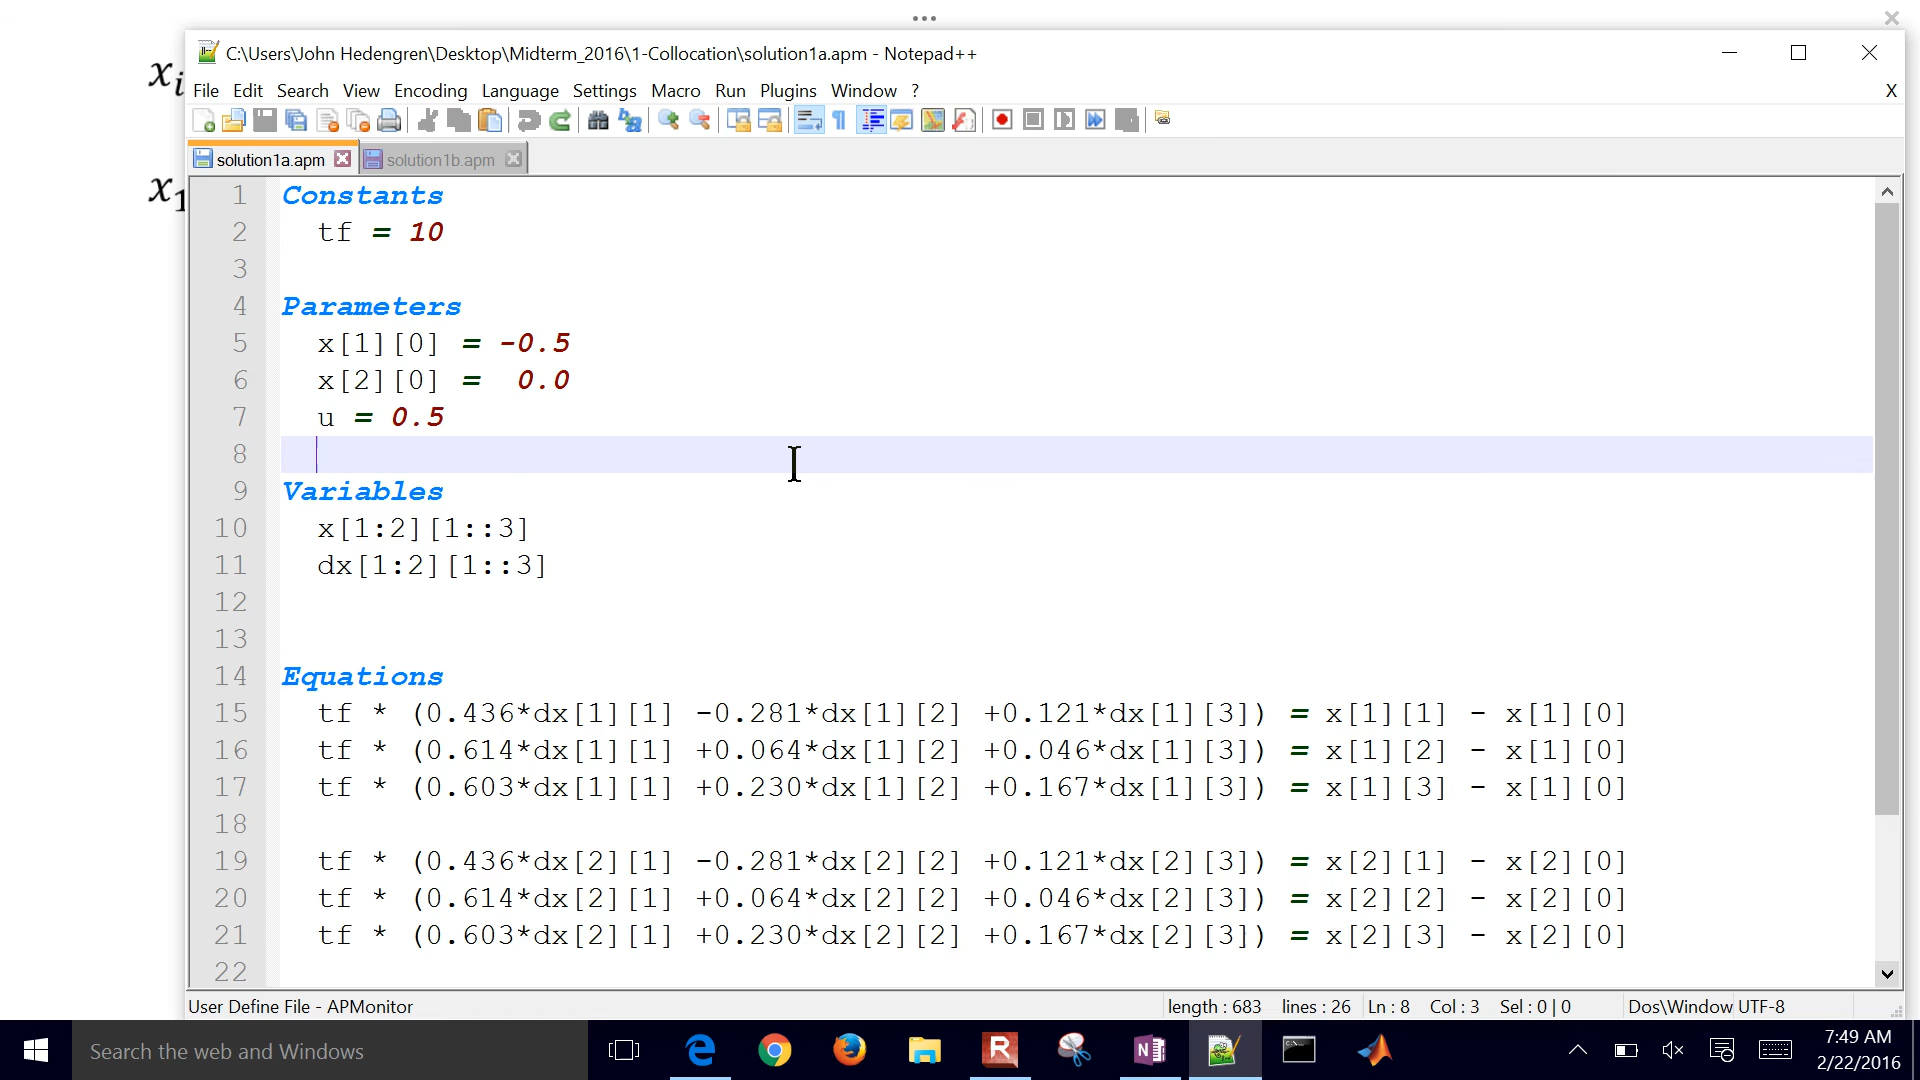 C:\Users\John Hedengren\Desktop\Midterm_2016\1-Collocation\solution1a.apm - Notepad++
File Edit Search View Encoding Language Settings Macro Run Plugins Window ? X
solution1a.apm solution1b.apm
x_i
x_1
1 Constants
2 tf = 10
3
4 Parameters
5 x[1][0] = -0.5
6 x[2][0] = 0.0
7 u = 0.5
8
9 Variables
10 x[1:2][1::3]
11 dx[1:2][1::3]
12
13
14 Equations
15 tf * (0.436*dx[1][1] -0.281*dx[1][2] +0.121*dx[1][3]) = x[1][1] - x[1][0]
16 tf * (0.614*dx[1][1] +0.064*dx[1][2] +0.046*dx[1][3]) = x[1][2] - x[1][0]
17 tf * (0.603*dx[1][1] +0.230*dx[1][2] +0.167*dx[1][3]) = x[1][3] - x[1][0]
18
19 tf * (0.436*dx[2][1] -0.281*dx[2][2] +0.121*dx[2][3]) = x[2][1] - x[2][0]
20 tf * (0.614*dx[2][1] +0.064*dx[2][2] +0.046*dx[2][3]) = x[2][2] - x[2][0]
21 tf * (0.603*dx[2][1] +0.230*dx[2][2] +0.167*dx[2][3]) = x[2][3] - x[2][0]
22
User Define File - APMonitor length : 683 lines : 26 Ln : 8 Col : 3 Sel : 0 | 0 Dos\Window UTF-8
Search the web and Windows
7:49 AM
2/22/2016